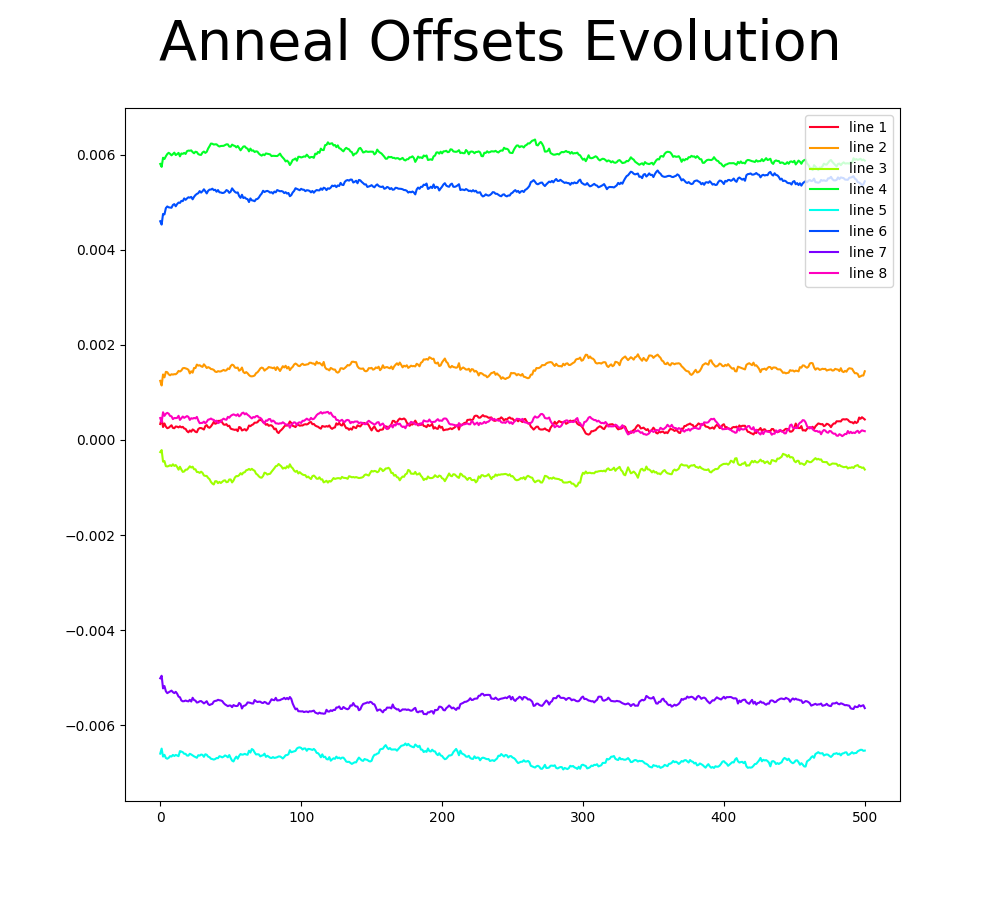 Anneal Offsets Evolution
line 1
line 2
line 3
line 4
line 5
line 6
line 7
line 8
0.006
0.004
0.002
0.000
−0.002
−0.004
−0.006
0 100 200 300 400 500